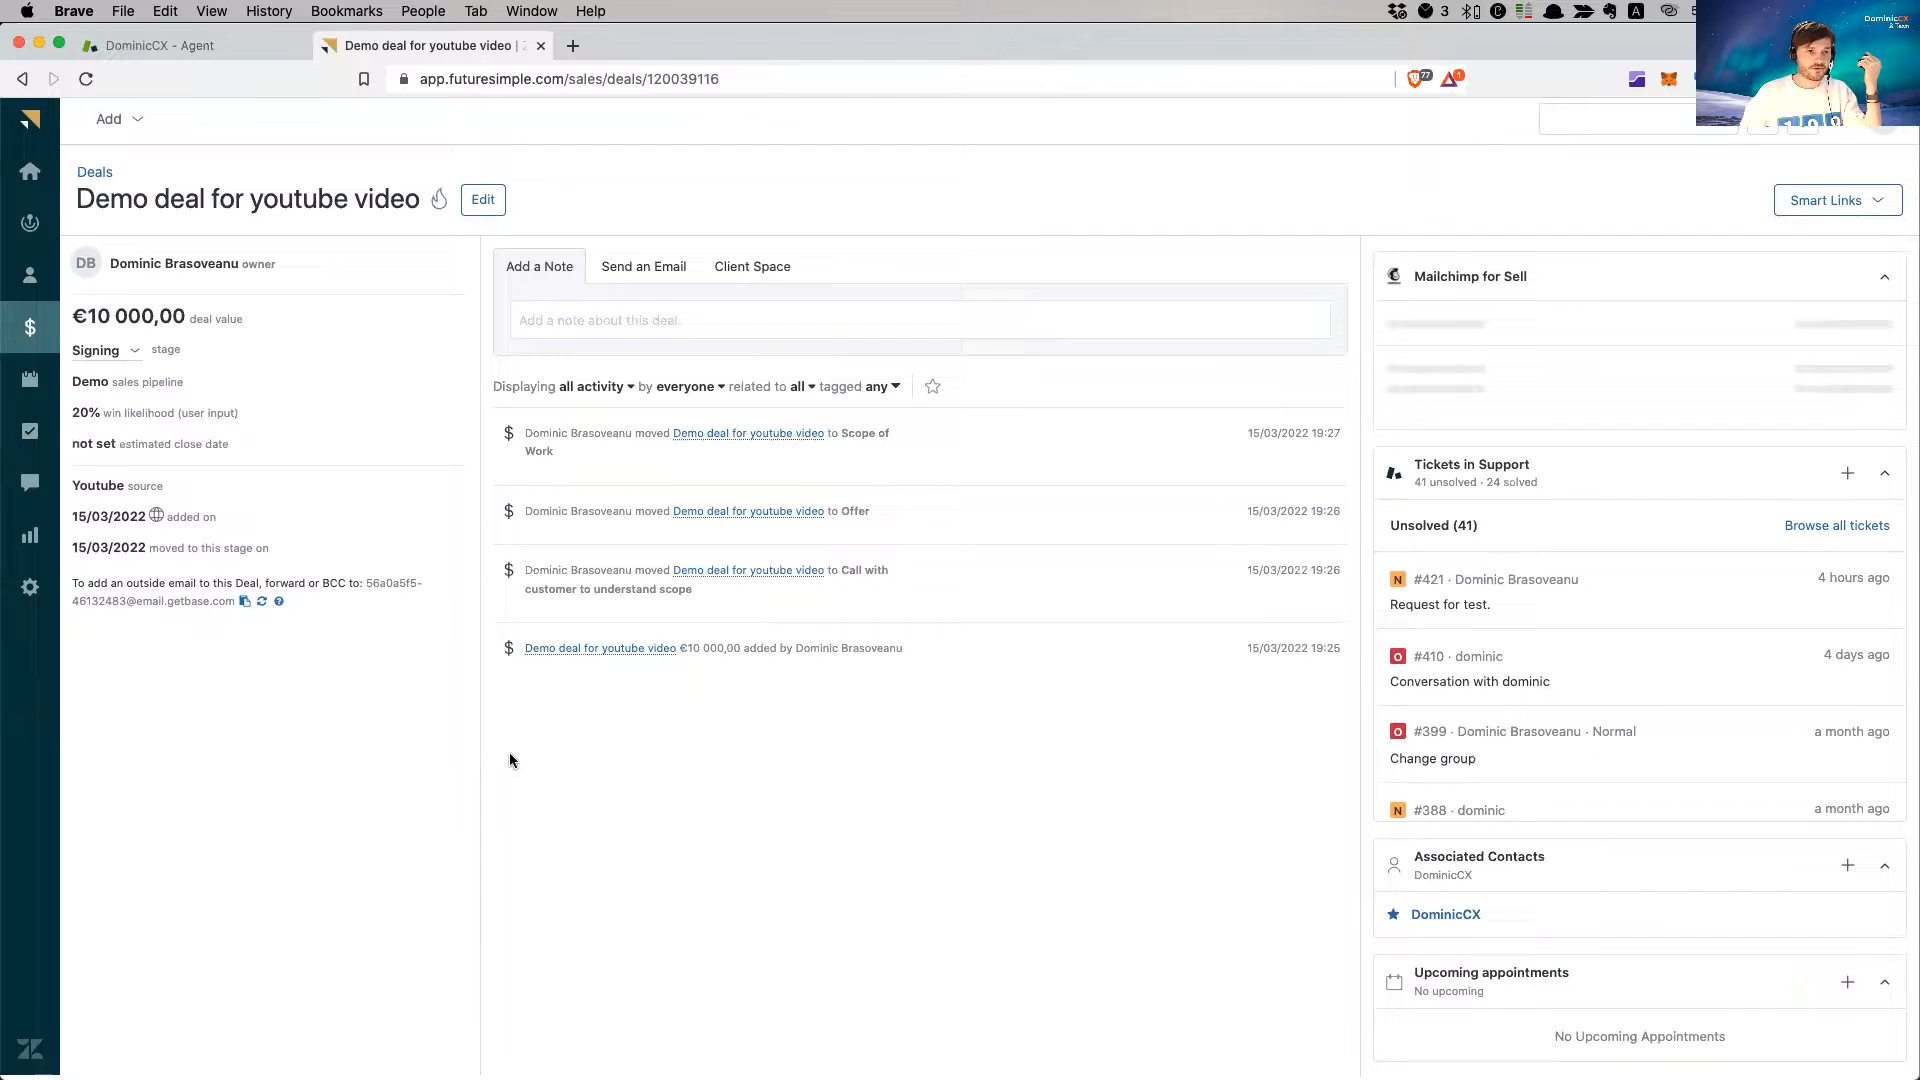 Brave File Edit View History Bookmarks People Tab Window Help
3
DominicCX - Agent
Demo deal for youtube video |
app.futuresimple.com/sales/deals/120039116
77
1
DominicCX
& Team
Add
Deals
Demo deal for youtube video
Edit
Smart Links
DB
Dominic Brasoveanu owner
€10 000,00 deal value
Signing stage
Demo sales pipeline
20% win likelihood (user input)
not set estimated close date
Youtube source
15/03/2022 added on
15/03/2022 moved to this stage on
To add an outside email to this Deal, forward or BCC to: 56a0a5f5-
46132483@email.getbase.com
Add a Note
Send an Email
Client Space
Add a note about this deal.
Displaying all activity by everyone related to all tagged any
Dominic Brasoveanu moved Demo deal for youtube video to Scope of
Work
15/03/2022 19:27
Dominic Brasoveanu moved Demo deal for youtube video to Offer
15/03/2022 19:26
Dominic Brasoveanu moved Demo deal for youtube video to Call with
customer to understand scope
15/03/2022 19:26
Demo deal for youtube video €10 000,00 added by Dominic Brasoveanu
15/03/2022 19:25
Mailchimp for Sell
Tickets in Support
41 unsolved · 24 solved
Unsolved (41)
Browse all tickets
N #421 · Dominic Brasoveanu
4 hours ago
Request for test.
O #410 · dominic
4 days ago
Conversation with dominic
O #399 · Dominic Brasoveanu · Normal
a month ago
Change group
N #388 · dominic
a month ago
Associated Contacts
DominicCX
DominicCX
Upcoming appointments
No upcoming
No Upcoming Appointments